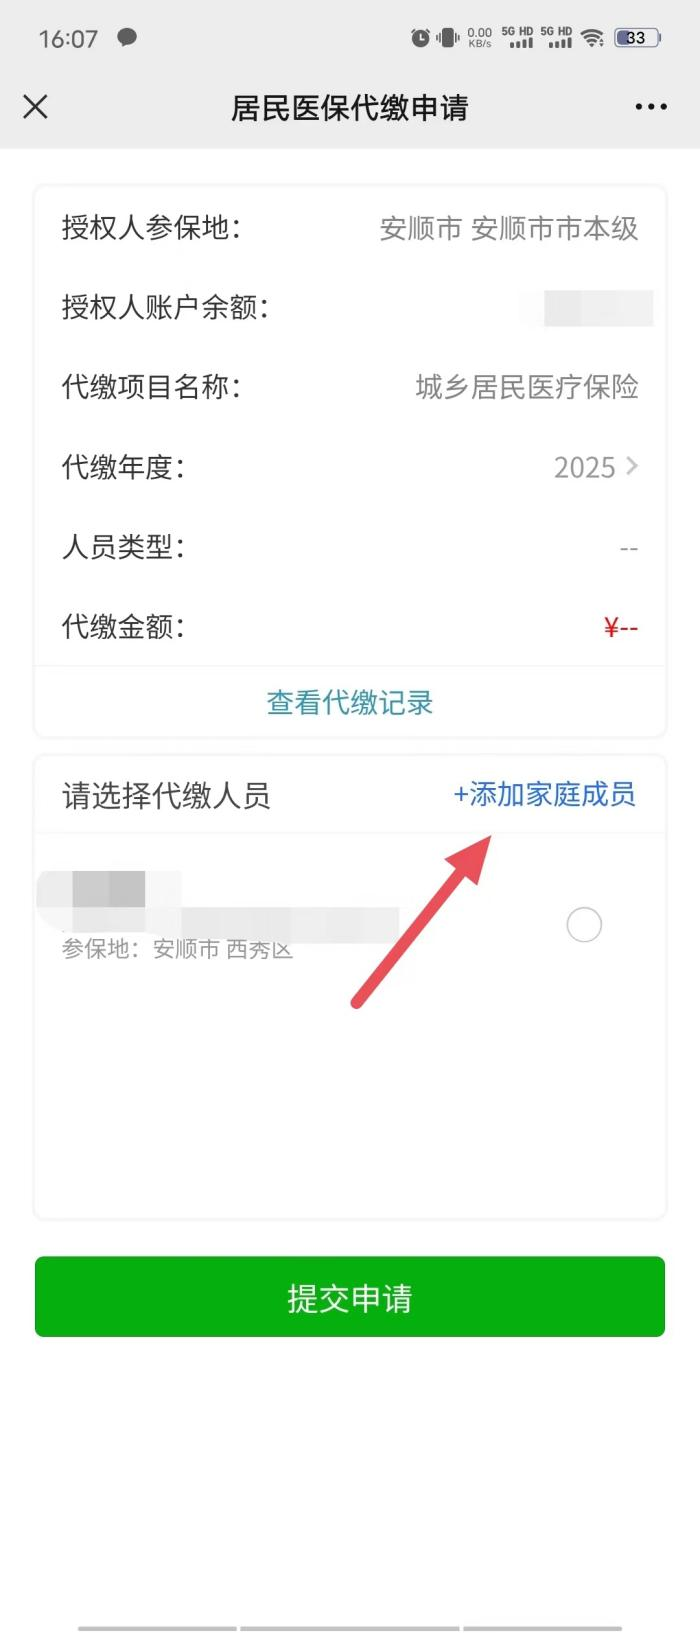 16:07 0.00 KB/s 5G HD 5G HD 33
居民医保代缴申请
授权人参保地： 安顺市 安顺市市本级
授权人账户余额：
代缴项目名称： 城乡居民医疗保险
代缴年度： 2025
人员类型： --
代缴金额： ¥--
查看代缴记录
请选择代缴人员 +添加家庭成员
参保地：安顺市 西秀区
提交申请